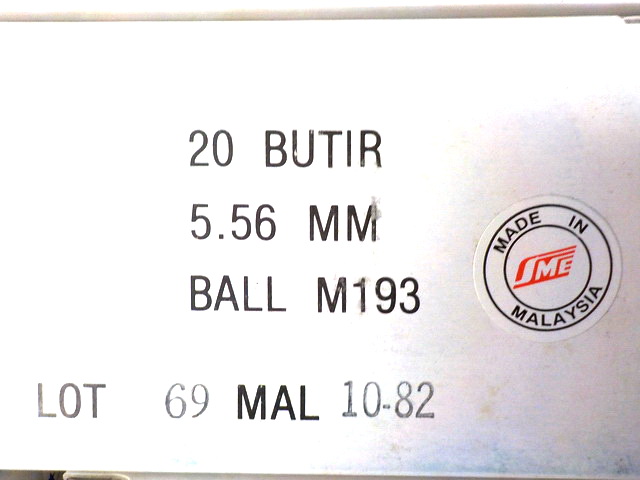 20 BUTIR
5.56 MM
BALL M193
MADE IN
SME
MALAYSIA
LOT 69 MAL 10-82